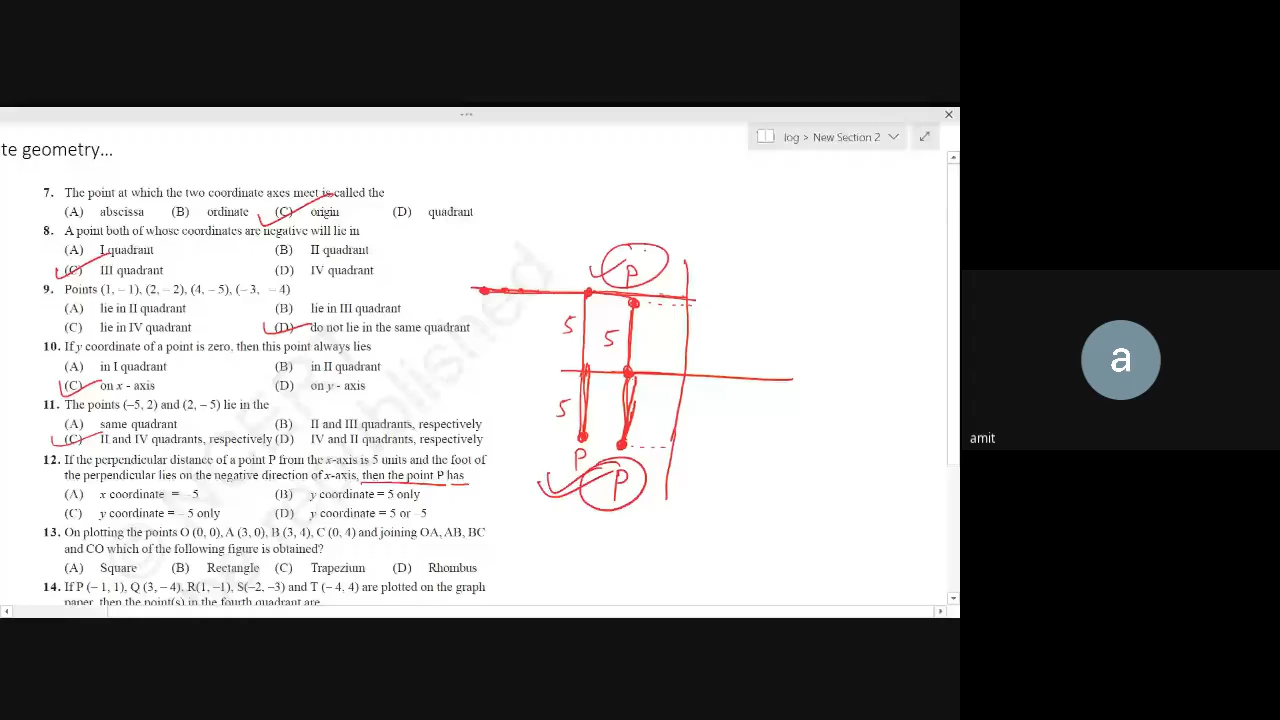 log > New Section 2
te geometry...
7. The point at which the two coordinate axes meet is called the
(A) abscissa (B) ordinate (C) origin (D) quadrant
8. A point both of whose coordinates are negative will lie in
(A) I quadrant (B) II quadrant
(C) III quadrant (D) IV quadrant
9. Points (1, – 1), (2, – 2), (4, – 5), (– 3, – 4)
(A) lie in II quadrant (B) lie in III quadrant
(C) lie in IV quadrant (D) do not lie in the same quadrant
10. If y coordinate of a point is zero, then this point always lies
(A) in I quadrant (B) in II quadrant
(C) on x - axis (D) on y - axis
11. The points (–5, 2) and (2, – 5) lie in the
(A) same quadrant (B) II and III quadrants, respectively
(C) II and IV quadrants, respectively (D) IV and II quadrants, respectively
12. If the perpendicular distance of a point P from the x-axis is 5 units and the foot of
the perpendicular lies on the negative direction of x-axis, then the point P has
(A) x coordinate = –5 (B) y coordinate = 5 only
(C) y coordinate = – 5 only (D) y coordinate = 5 or –5
13. On plotting the points O (0, 0), A (3, 0), B (3, 4), C (0, 4) and joining OA, AB, BC
and CO which of the following figure is obtained?
(A) Square (B) Rectangle (C) Trapezium (D) Rhombus
14. If P (– 1, 1), Q (3, – 4), R(1, –1), S(–2, –3) and T (– 4, 4) are plotted on the graph
paper, then the point(s) in the fourth quadrant are
P
5 5
5
P
P
a
amit